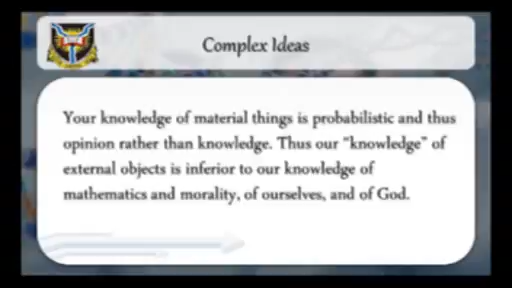 Complex Ideas
Your knowledge of material things is probabilistic and thus
opinion rather than knowledge. Thus our "knowledge" of
external objects is inferior to our knowledge of
mathematics and morality, of ourselves, and of God.